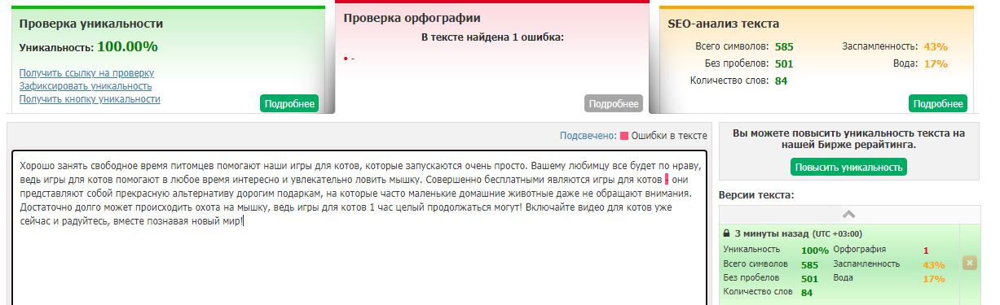 Проверка уникальности
Уникальность: 100.00%
Получить ссылку на проверку
Зафиксировать уникальность
Получить кнопку уникальности
Подробнее
Проверка орфографии
В тексте найдена 1 ошибка:
• -
Подробнее
SEO-анализ текста
Всего символов: 585 Заспамленность: 43%
Без пробелов: 501 Вода: 17%
Количество слов: 84
Подробнее
Подсвечено: Ошибки в тексте
Хорошо занять свободное время питомцев помогают наши игры для котов, которые запускаются очень просто. Вашему любимцу все будет по нраву,
ведь игры для котов помогают в любое время интересно и увлекательно ловить мышку. Совершенно бесплатными являются игры для котов - они
представляют собой прекрасную альтернативу дорогим подаркам, на которые часто маленькие домашние животные даже не обращают внимания.
Достаточно долго может происходить охота на мышку, ведь игры для котов 1 час целый продолжаться могут! Включайте видео для котов уже
сейчас и радуйтесь, вместе познавая новый мир!
Вы можете повысить уникальность текста на
нашей Бирже рерайтинга.
Повысить уникальность
Версии текста:
3 минуты назад (UTC +03:00)
Уникальность 100% Орфография 1
Всего символов 585 Заспамленность 43%
Без пробелов 501 Вода 17%
Количество слов 84